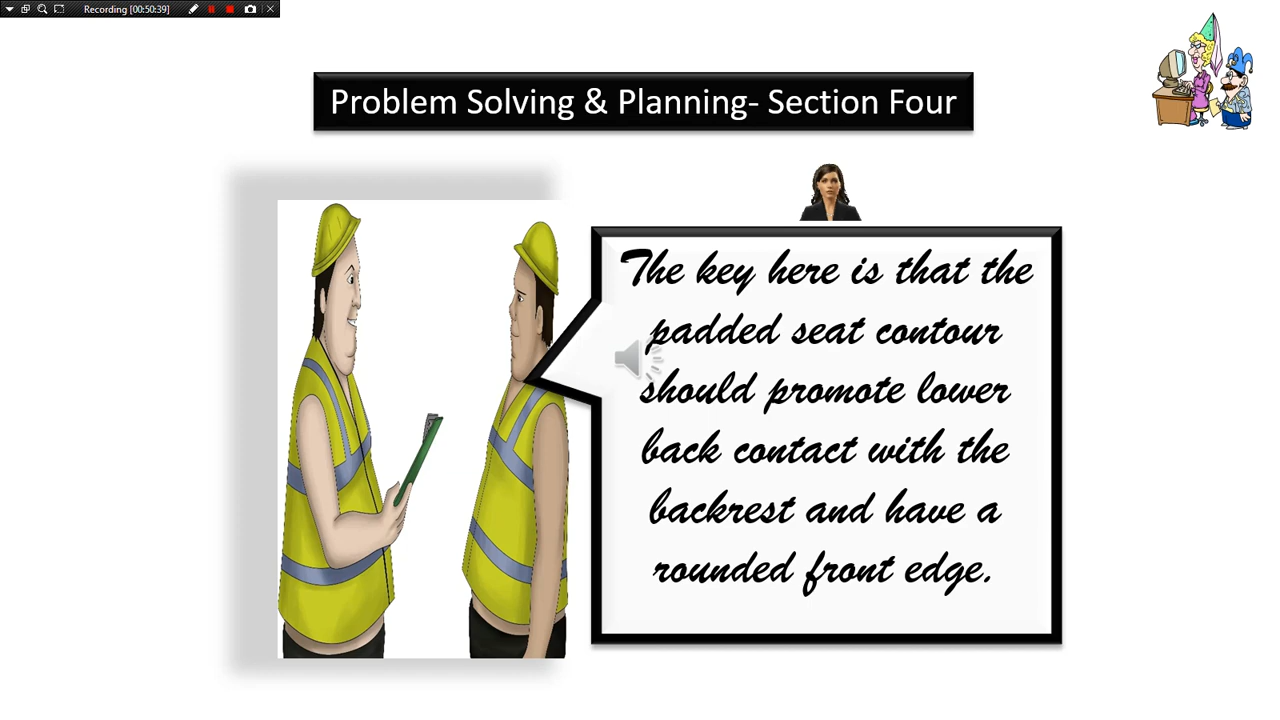 Recording [00:50:39]
Problem Solving & Planning- Section Four
The key here is that the
padded seat contour
should promote lower
back contact with the
backrest and have a
rounded front edge.